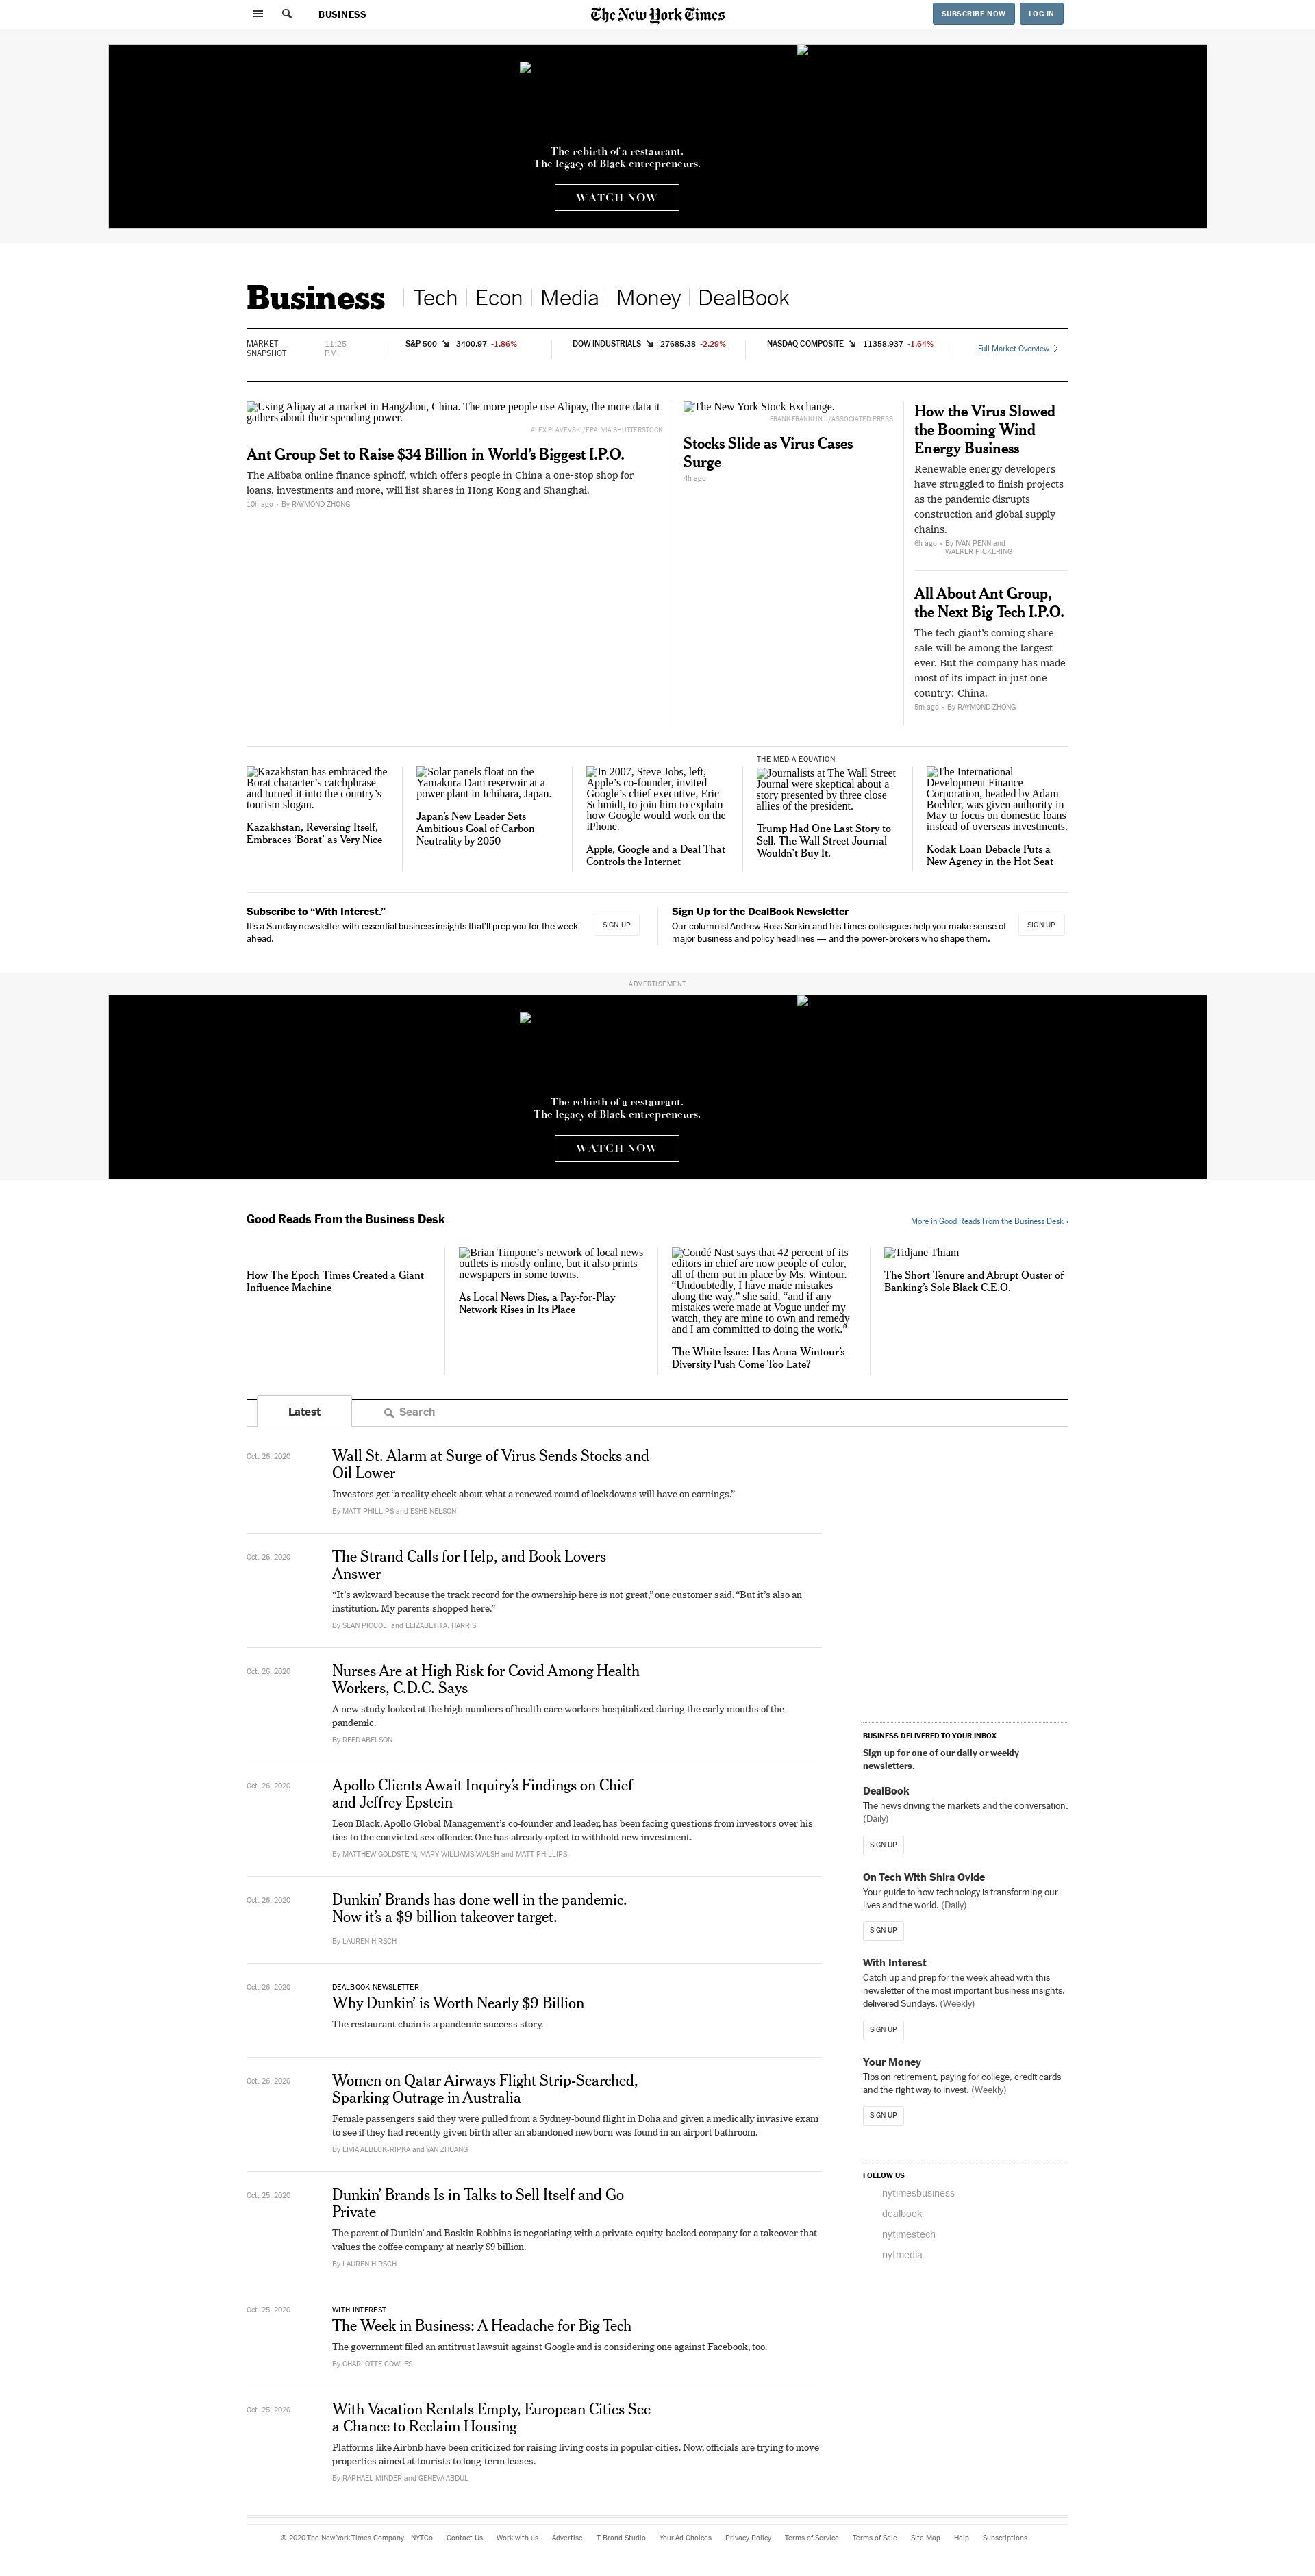 BUSINESS
The New York Times
SUBSCRIBE NOW
LOG IN
The rebirth of a restaurant.
The legacy of Black entrepreneurs.
WATCH NOW
Business
Tech
Econ
Media
Money
DealBook
MARKET
SNAPSHOT
11:25
P.M.
S&P 500 3400.97 -1.86%
DOW INDUSTRIALS 27685.38 -2.29%
NASDAQ COMPOSITE 11358.937 -1.64%
Full Market Overview
Using Alipay at a market in Hangzhou, China. The more people use Alipay, the more data it
gathers about their spending power.
ALEX PLAVEVSKI/EPA, VIA SHUTTERSTOCK
Ant Group Set to Raise $34 Billion in World’s Biggest I.P.O.
The Alibaba online finance spinoff, which offers people in China a one-stop shop for
loans, investments and more, will list shares in Hong Kong and Shanghai.
10h ago • By RAYMOND ZHONG
The New York Stock Exchange.
FRANK FRANKLIN II/ASSOCIATED PRESS
Stocks Slide as Virus Cases
Surge
4h ago
How the Virus Slowed
the Booming Wind
Energy Business
Renewable energy developers
have struggled to finish projects
as the pandemic disrupts
construction and global supply
chains.
6h ago • By IVAN PENN and
WALKER PICKERING
All About Ant Group,
the Next Big Tech I.P.O.
The tech giant’s coming share
sale will be among the largest
ever. But the company has made
most of its impact in just one
country: China.
5m ago • By RAYMOND ZHONG
Kazakhstan has embraced the
Borat character’s catchphrase
and turned it into the country’s
tourism slogan.
Kazakhstan, Reversing Itself,
Embraces ‘Borat’ as Very Nice
Solar panels float on the
Yamakura Dam reservoir at a
power plant in Ichihara, Japan.
Japan’s New Leader Sets
Ambitious Goal of Carbon
Neutrality by 2050
In 2007, Steve Jobs, left,
Apple’s co-founder, invited
Google’s chief executive, Eric
Schmidt, to join him to explain
how Google would work on the
iPhone.
Apple, Google and a Deal That
Controls the Internet
THE MEDIA EQUATION
Journalists at The Wall Street
Journal were skeptical about a
story presented by three close
allies of the president.
Trump Had One Last Story to
Sell. The Wall Street Journal
Wouldn’t Buy It.
The International
Development Finance
Corporation, headed by Adam
Boehler, was given authority in
May to focus on domestic loans
instead of overseas investments.
Kodak Loan Debacle Puts a
New Agency in the Hot Seat
Subscribe to “With Interest.”
It’s a Sunday newsletter with essential business insights that’ll prep you for the week
ahead.
SIGN UP
Sign Up for the DealBook Newsletter
Our columnist Andrew Ross Sorkin and his Times colleagues help you make sense of
major business and policy headlines — and the power-brokers who shape them.
SIGN UP
ADVERTISEMENT
The rebirth of a restaurant.
The legacy of Black entrepreneurs.
WATCH NOW
Good Reads From the Business Desk
More in Good Reads From the Business Desk ›
How The Epoch Times Created a Giant
Influence Machine
Brian Timpone’s network of local news
outlets is mostly online, but it also prints
newspapers in some towns.
As Local News Dies, a Pay-for-Play
Network Rises in Its Place
Condé Nast says that 42 percent of its
editors in chief are now people of color,
all of them put in place by Ms. Wintour.
“Undoubtedly, I have made mistakes
along the way,” she said, “and if any
mistakes were made at Vogue under my
watch, they are mine to own and remedy
and I am committed to doing the work.”
The White Issue: Has Anna Wintour’s
Diversity Push Come Too Late?
Tidjane Thiam
The Short Tenure and Abrupt Ouster of
Banking’s Sole Black C.E.O.
Latest
Search
Oct. 26, 2020
Wall St. Alarm at Surge of Virus Sends Stocks and
Oil Lower
Investors get “a reality check about what a renewed round of lockdowns will have on earnings.”
By MATT PHILLIPS and ESHE NELSON
Oct. 26, 2020
The Strand Calls for Help, and Book Lovers
Answer
“It’s awkward because the track record for the ownership here is not great,” one customer said. “But it’s also an
institution. My parents shopped here.”
By SEAN PICCOLI and ELIZABETH A. HARRIS
Oct. 26, 2020
Nurses Are at High Risk for Covid Among Health
Workers, C.D.C. Says
A new study looked at the high numbers of health care workers hospitalized during the early months of the
pandemic.
By REED ABELSON
Oct. 26, 2020
Apollo Clients Await Inquiry’s Findings on Chief
and Jeffrey Epstein
Leon Black, Apollo Global Management’s co-founder and leader, has been facing questions from investors over his
ties to the convicted sex offender. One has already opted to withhold new investment.
By MATTHEW GOLDSTEIN, MARY WILLIAMS WALSH and MATT PHILLIPS
Oct. 26, 2020
Dunkin’ Brands has done well in the pandemic.
Now it’s a $9 billion takeover target.
By LAUREN HIRSCH
Oct. 26, 2020
DEALBOOK NEWSLETTER
Why Dunkin’ is Worth Nearly $9 Billion
The restaurant chain is a pandemic success story.
Oct. 26, 2020
Women on Qatar Airways Flight Strip-Searched,
Sparking Outrage in Australia
Female passengers said they were pulled from a Sydney-bound flight in Doha and given a medically invasive exam
to see if they had recently given birth after an abandoned newborn was found in an airport bathroom.
By LIVIA ALBECK-RIPKA and YAN ZHUANG
Oct. 25, 2020
Dunkin’ Brands Is in Talks to Sell Itself and Go
Private
The parent of Dunkin’ and Baskin Robbins is negotiating with a private-equity-backed company for a takeover that
values the coffee company at nearly $9 billion.
By LAUREN HIRSCH
Oct. 25, 2020
WITH INTEREST
The Week in Business: A Headache for Big Tech
The government filed an antitrust lawsuit against Google and is considering one against Facebook, too.
By CHARLOTTE COWLES
Oct. 25, 2020
With Vacation Rentals Empty, European Cities See
a Chance to Reclaim Housing
Platforms like Airbnb have been criticized for raising living costs in popular cities. Now, officials are trying to move
properties aimed at tourists to long-term leases.
By RAPHAEL MINDER and GENEVA ABDUL
BUSINESS DELIVERED TO YOUR INBOX
Sign up for one of our daily or weekly
newsletters.
DealBook
The news driving the markets and the conversation.
(Daily)
SIGN UP
On Tech With Shira Ovide
Your guide to how technology is transforming our
lives and the world. (Daily)
SIGN UP
With Interest
Catch up and prep for the week ahead with this
newsletter of the most important business insights,
delivered Sundays. (Weekly)
SIGN UP
Your Money
Tips on retirement, paying for college, credit cards
and the right way to invest. (Weekly)
SIGN UP
FOLLOW US
nytimesbusiness
dealbook
nytimestech
nytmedia
© 2020 The New York Times Company NYTCo Contact Us Work with us Advertise T Brand Studio Your Ad Choices Privacy Policy Terms of Service Terms of Sale Site Map Help Subscriptions